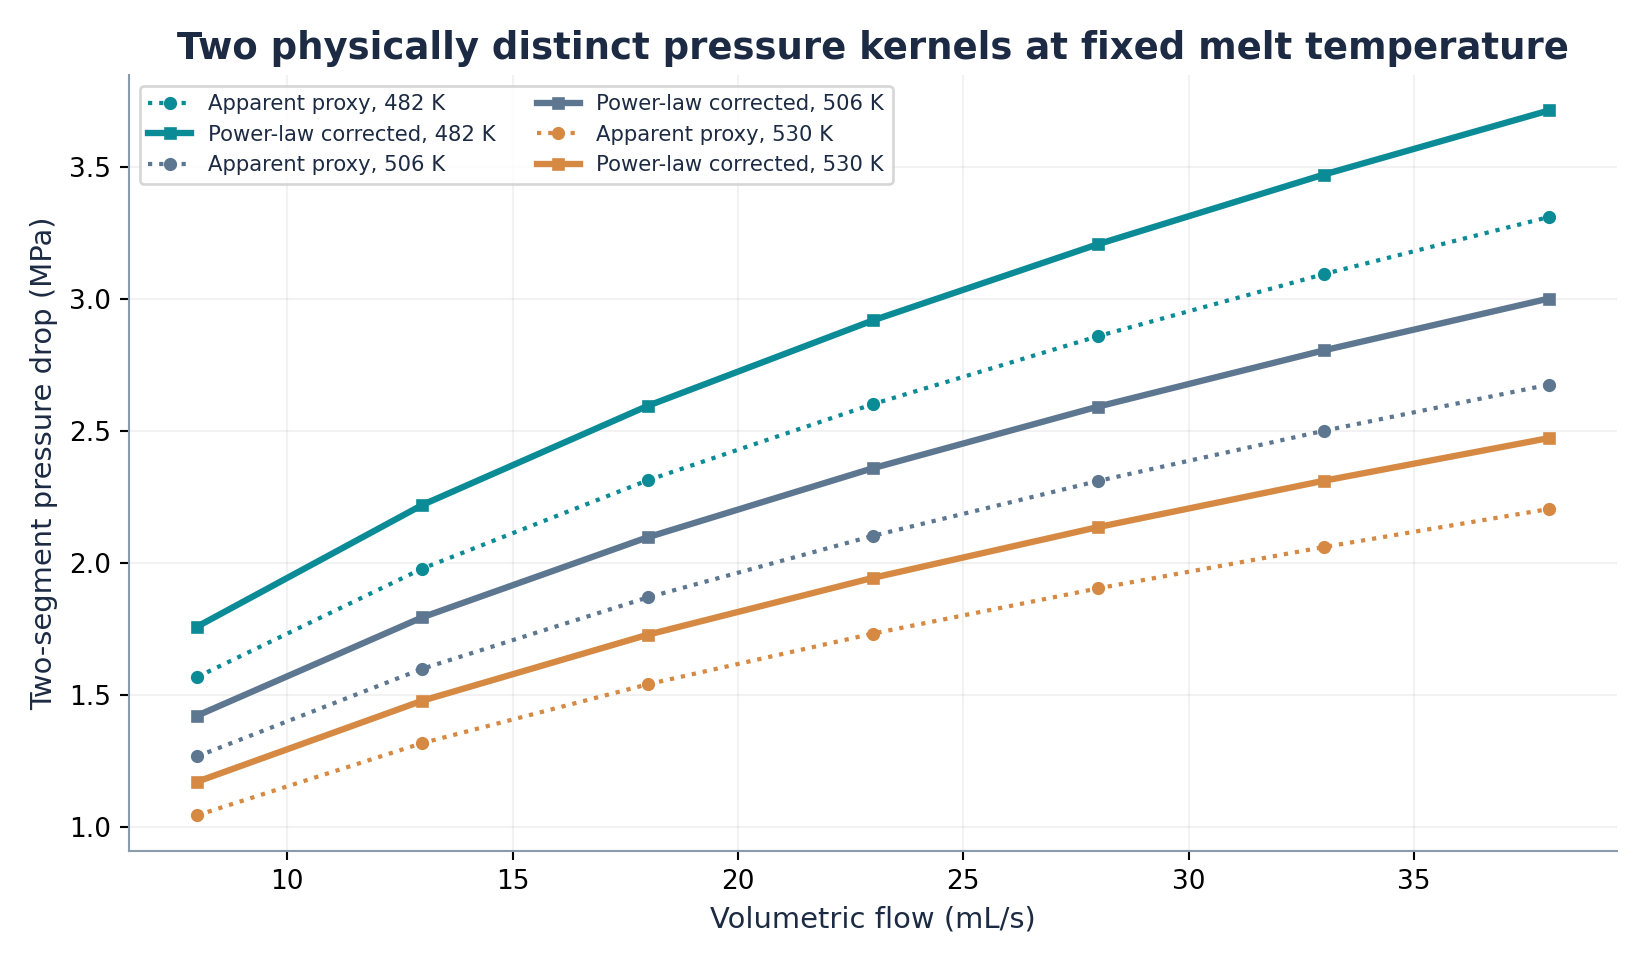 Two physically distinct pressure kernels at fixed melt temperature
Apparent proxy, 482 K
Power-law corrected, 482 K
Apparent proxy, 506 K
Power-law corrected, 506 K
Apparent proxy, 530 K
Power-law corrected, 530 K
Two-segment pressure drop (MPa)
3.5
3.0
2.5
2.0
1.5
1.0
10
15
20
25
30
35
Volumetric flow (mL/s)